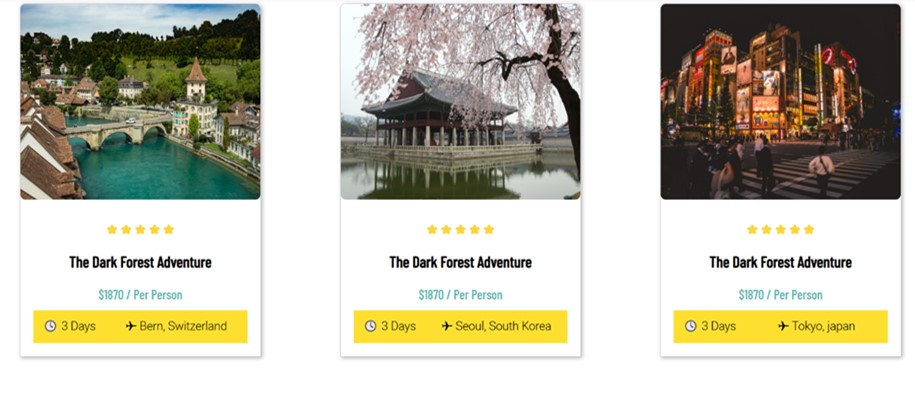 The Dark Forest Adventure
$1870 / Per Person
3 Days Bern, Switzerland
The Dark Forest Adventure
$1870 / Per Person
3 Days Seoul, South Korea
The Dark Forest Adventure
$1870 / Per Person
3 Days Tokyo, japan